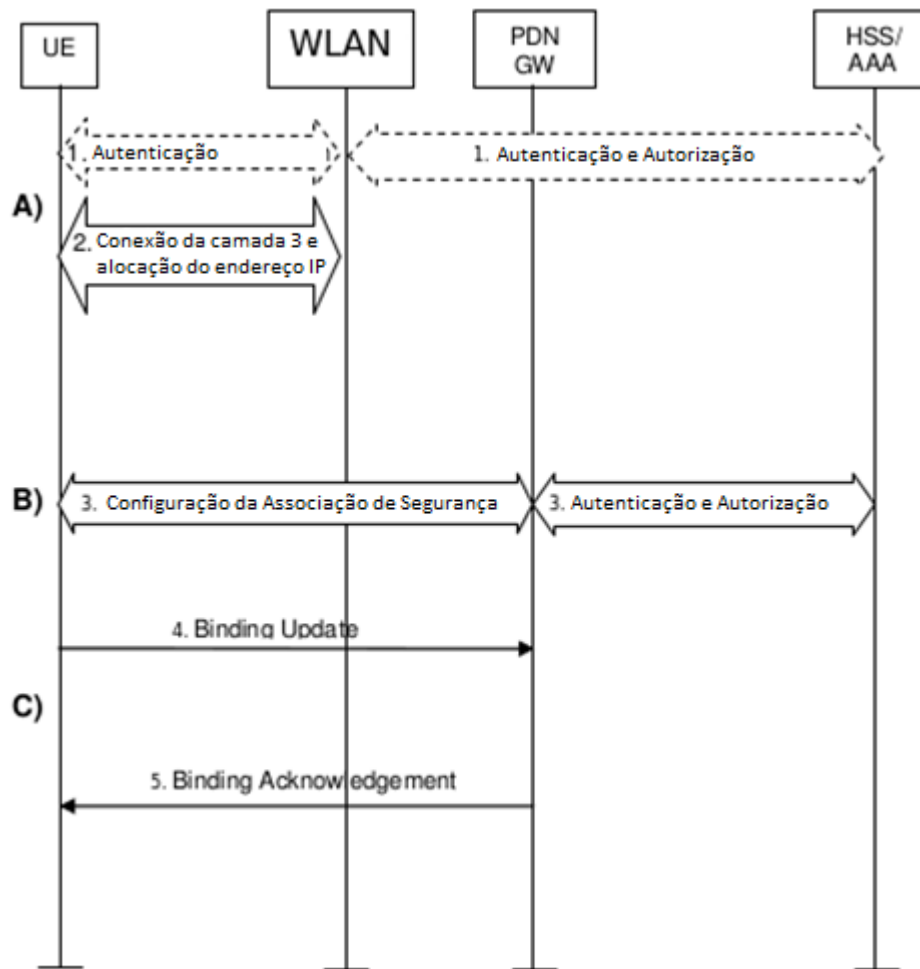 UE
WLAN
PDN
GW
HSS/
AAA
1. Autenticação
1. Autenticação e Autorização
A)
2. Conexão da camada 3 e
alocação do endereço IP
B)
3. Configuração da Associação de Segurança
3. Autenticação e Autorização
4. Binding Update
C)
5. Binding Acknowledgement